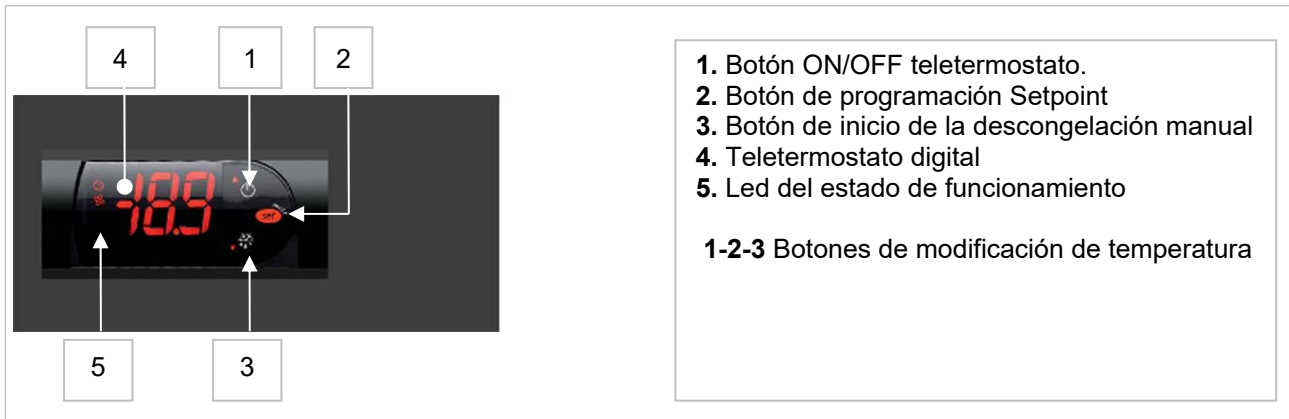 4
1
2
-18.9
SET
5
3
1. Botón ON/OFF teletermostato.
2. Botón de programación Setpoint
3. Botón de inicio de la descongelación manual
4. Teletermostato digital
5. Led del estado de funcionamiento
1-2-3 Botones de modificación de temperatura